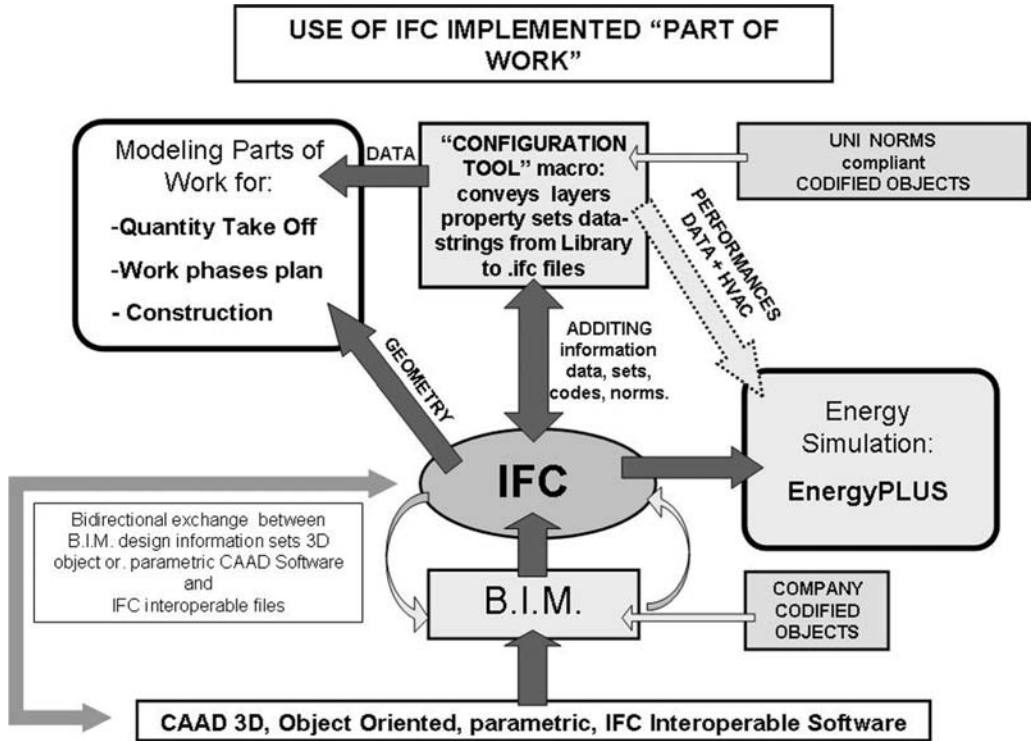 USE OF IFC IMPLEMENTED “PART OF
WORK”
Modeling Parts of
Work for:
-Quantity Take Off
-Work phases plan
- Construction
DATA
“CONFIGURATION
TOOL” macro:
conveys layers
property sets data-
strings from Library
to .ifc files
UNI NORMS
compliant
CODIFIED OBJECTS
PERFORMANCES
DATA + HVAC
GEOMETRY
ADDITING
information
data, sets,
codes, norms.
Energy
Simulation:
EnergyPLUS
IFC
Bidirectional exchange between
B.I.M. design information sets 3D
object or. parametric CAAD Software
and
IFC interoperable files
B.I.M.
COMPANY
CODIFIED
OBJECTS
CAAD 3D, Object Oriented, parametric, IFC Interoperable Software